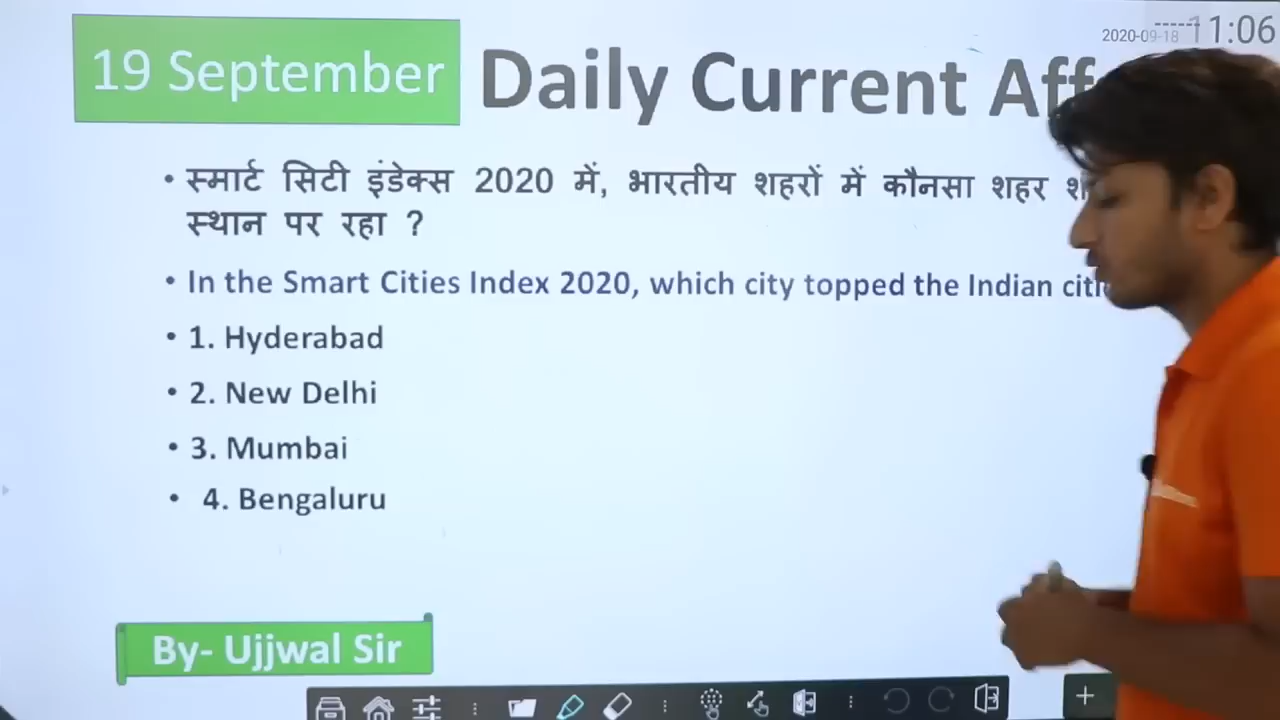 2020-09-18 11:06
19 September Daily Current
• स्मार्ट सिटी इंडेक्स 2020 में, भारतीय शहरों में कौनसा शहर
स्थान पर रहा ?
• In the Smart Cities Index 2020, which city topped the Indian
• 1. Hyderabad
• 2. New Delhi
• 3. Mumbai
• 4. Bengaluru
By- Ujjwal Sir